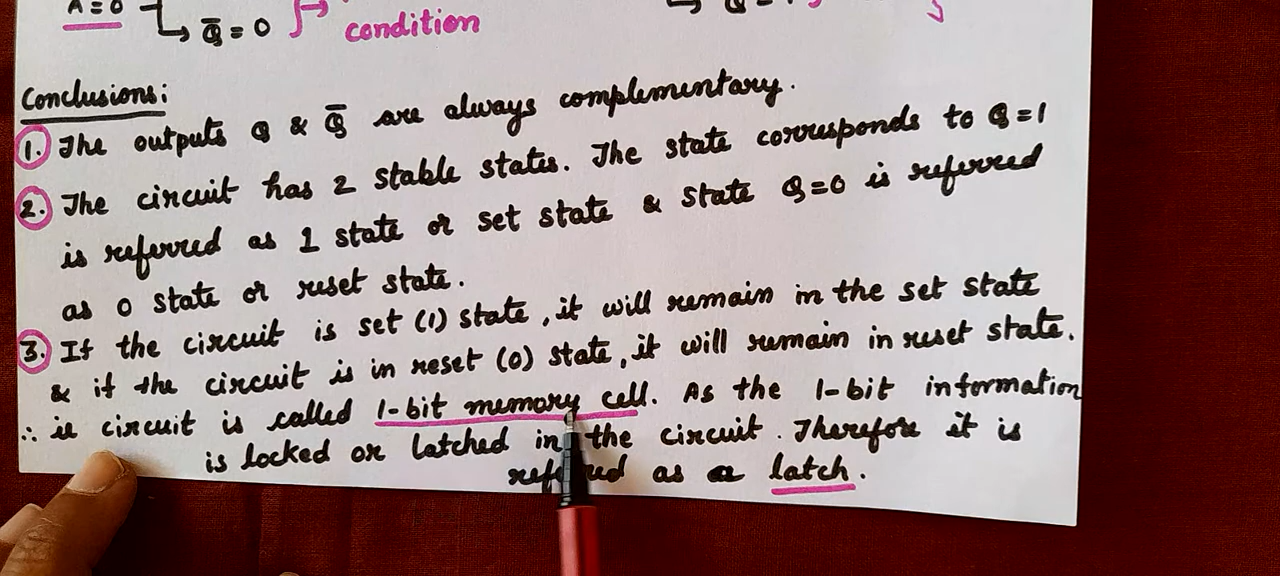 A = 0
Q̅ = 0
condition
Conclusions:
1. The outputs Q & Q̅ are always complementary.
2. The circuit has 2 stable states. The state corresponds to Q = 1
is referred as 1 state or set state & state Q=0 is referred
as 0 state or reset state.
3. If the circuit is set (1) state, it will remain in the set state
& if the circuit is in reset (0) state, it will remain in reset state.
∴ ie circuit is called 1-bit memory cell. As the 1-bit information
is locked or latched in the circuit. Therefore it is
as a latch.